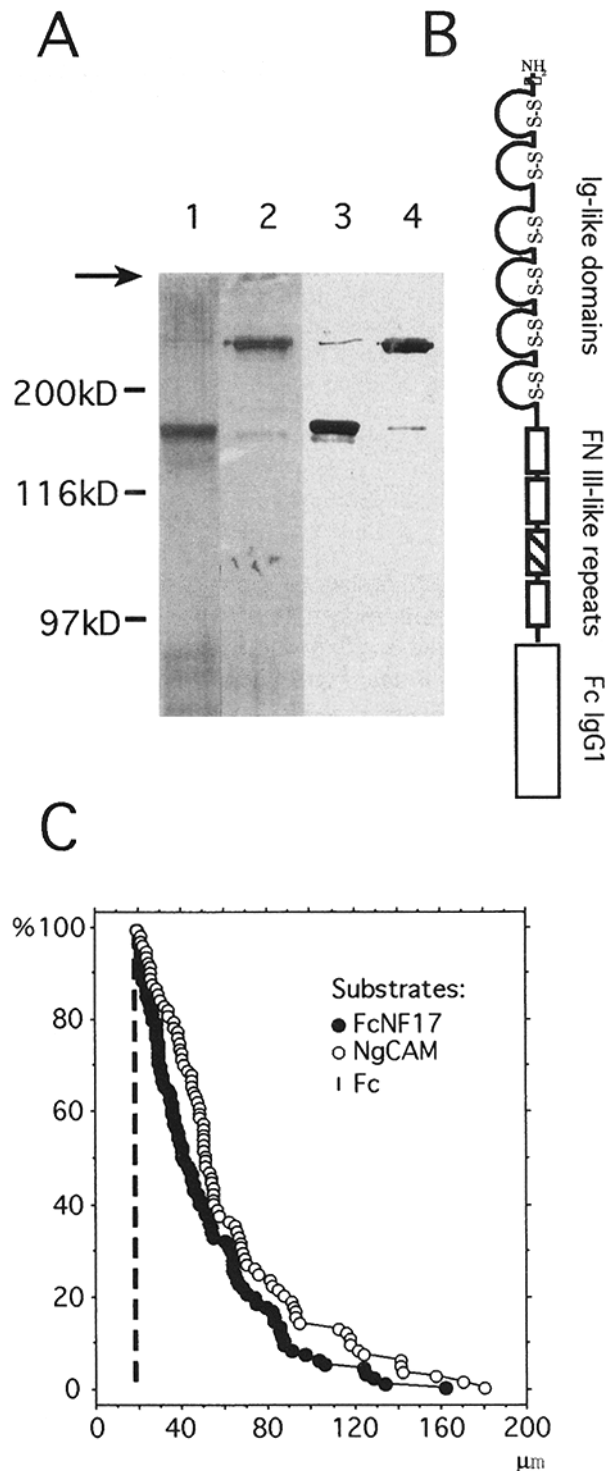 A
B
1 2 3 4
200kD
116kD
97kD
NH2
S-S
S-S
S-S
S-S
S-S
S-S
Ig-like domains
FN III-like repeats
Fc IgG1
C
% 100
80
60
40
20
0
Substrates:
FcNF17
NgCAM
Fc
0 40 80 120 160 200
μm